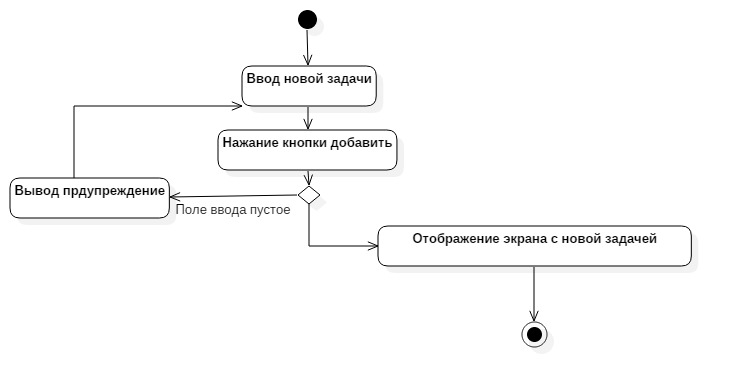 Ввод новой задачи
Нажание кнопки добавить
Вывод прдупреждение
Поле ввода пустое
Отображение экрана с новой задачей